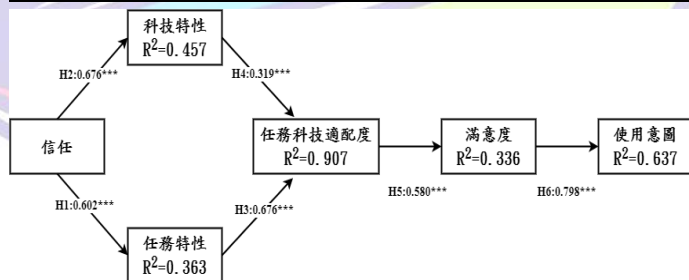 科技特性
R²=0.457
H2:0.676***
H4:0.319***
信任
任務科技適配度
R²=0.907
滿意度
R²=0.336
使用意圖
R²=0.637
H5:0.580***
H6:0.798***
H1:0.602***
H3:0.676***
任務特性
R²=0.363